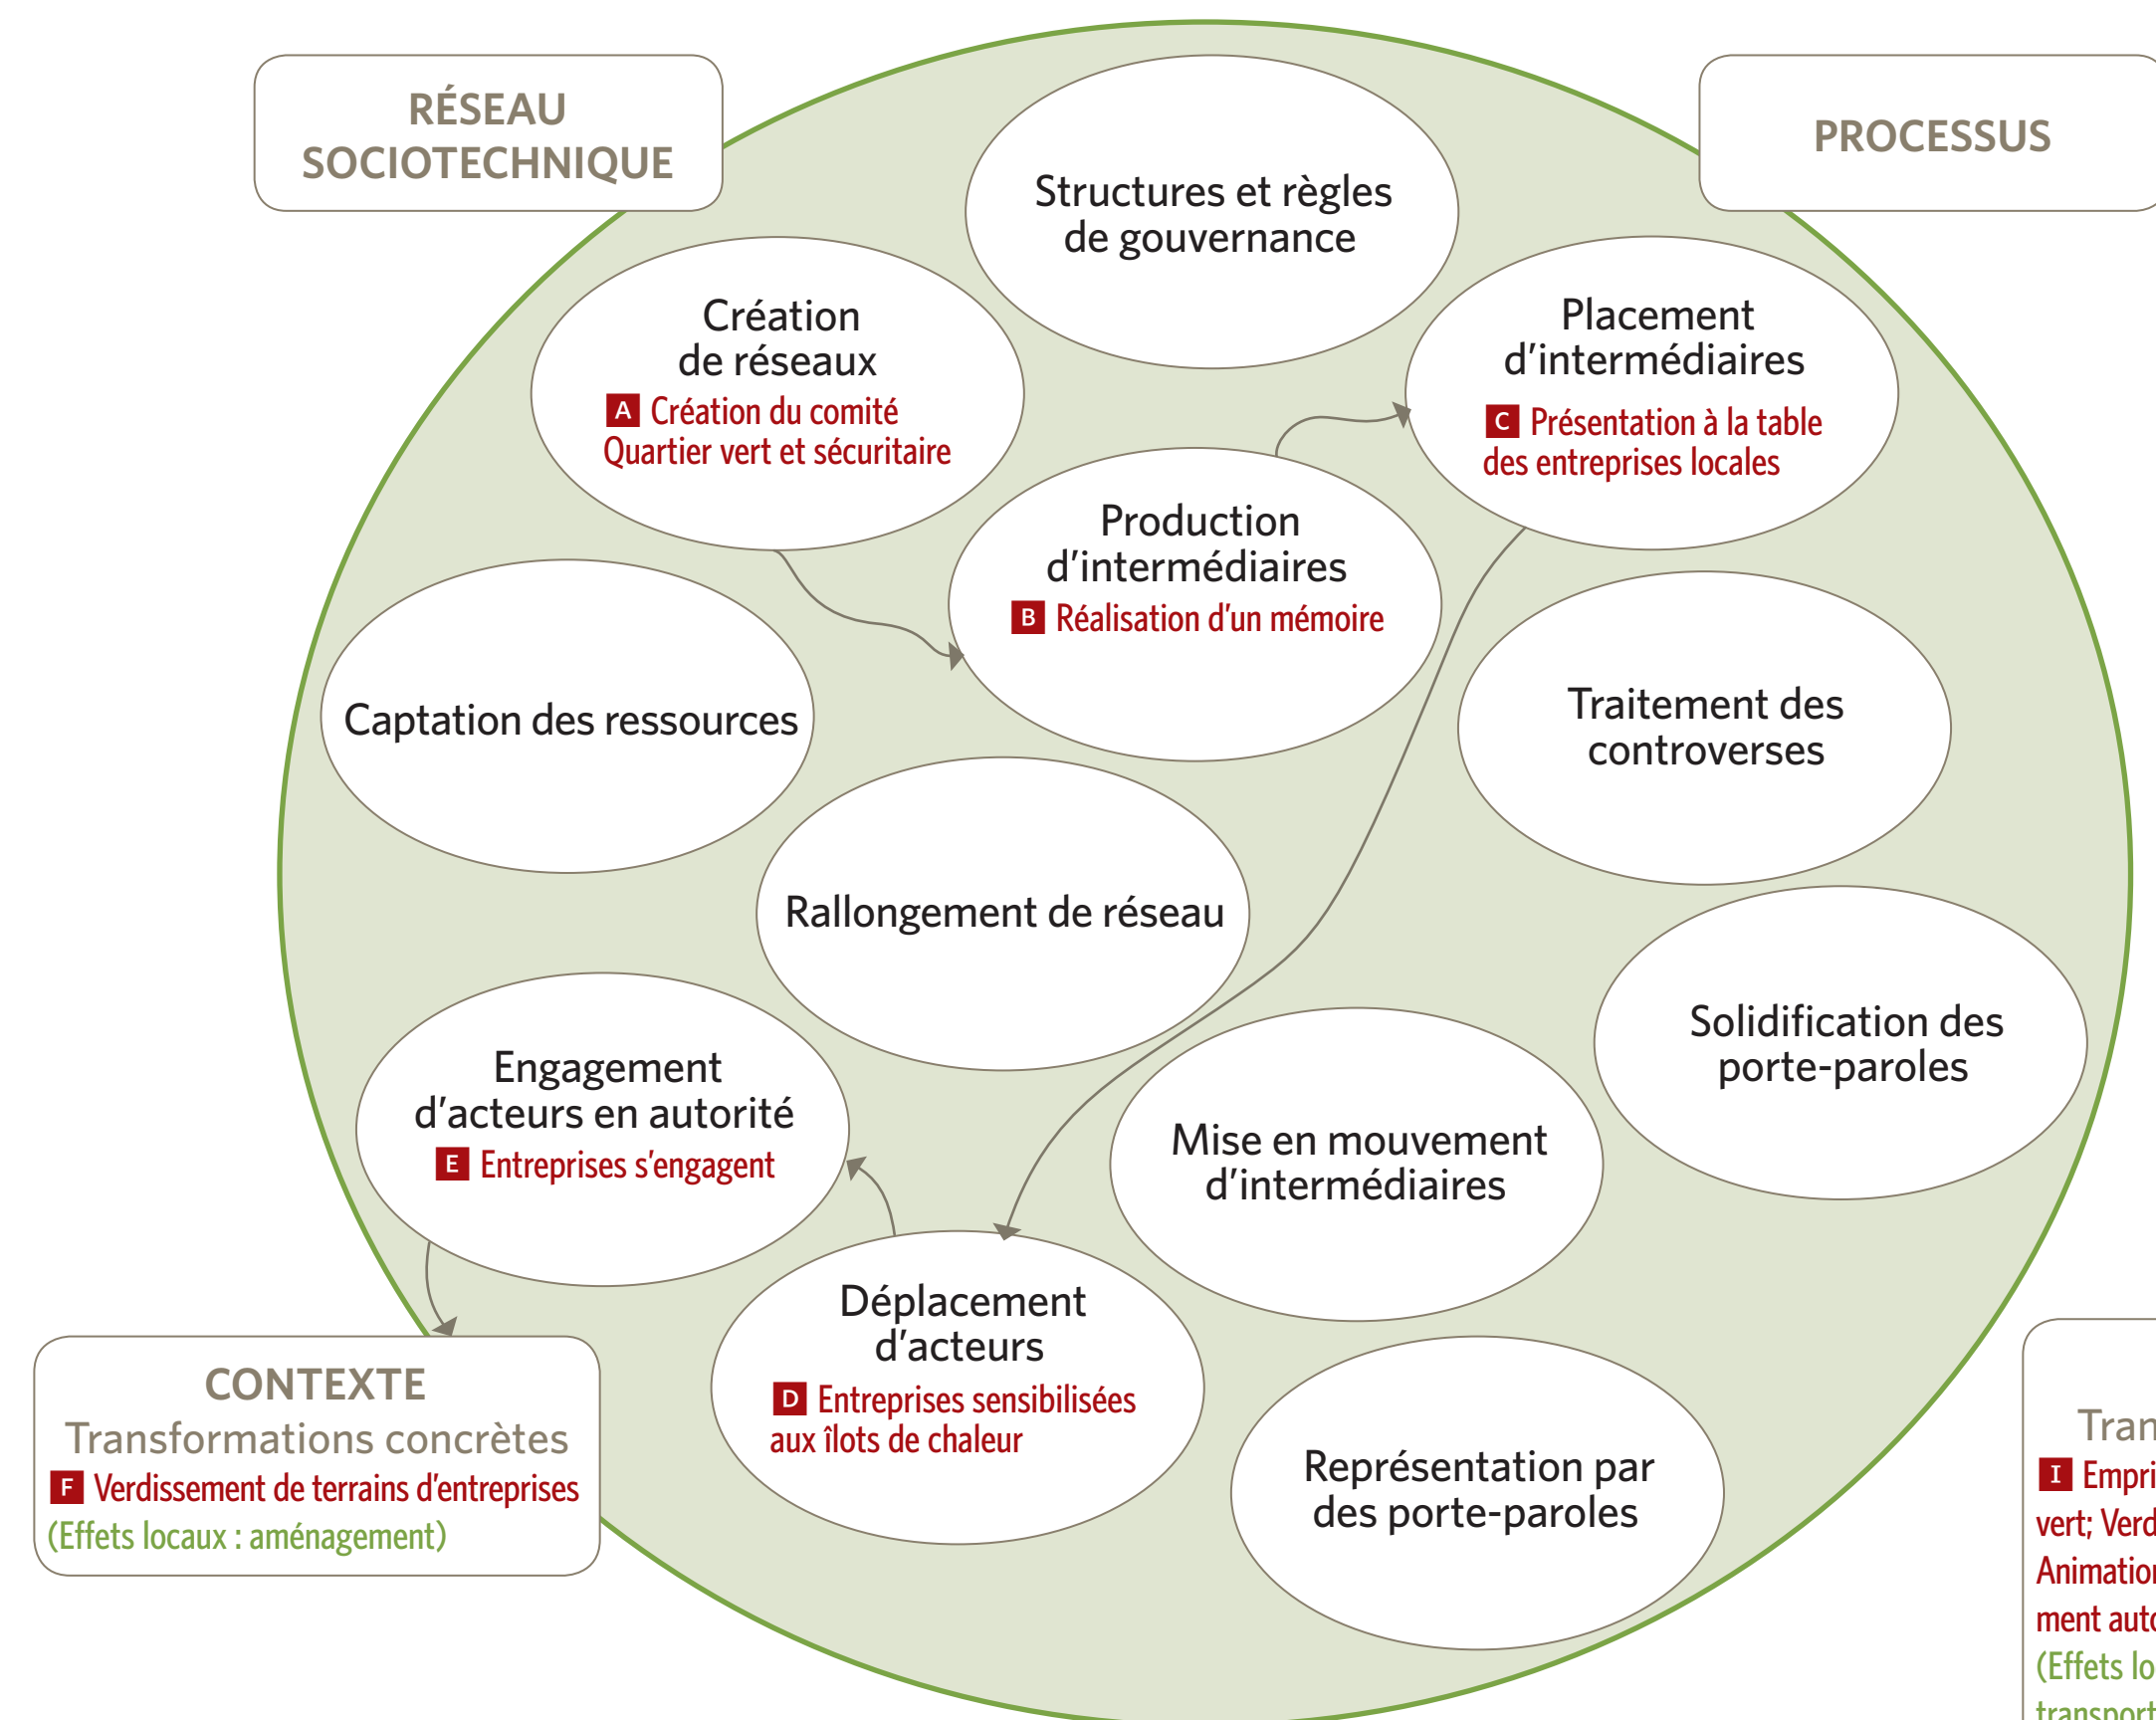 RÉSEAU
SOCIOTECHNIQUE
PROCESSUS
Structures et règles
de gouvernance
Création
de réseaux
A Création du comité
Quartier vert et sécuritaire
Placement
d'intermédiaires
C Présentation à la table
des entreprises locales
Production
d'intermédiaires
B Réalisation d'un mémoire
Captation des ressources
Traitement des
controverses
Rallongement de réseau
Solidification des
porte-paroles
Engagement
d'acteurs en autorité
E Entreprises s'engagent
Mise en mouvement
d'intermédiaires
Déplacement
d'acteurs
D Entreprises sensibilisées
aux îlots de chaleur
Représentation par
des porte-paroles
CONTEXTE
Transformations concrètes
F Verdissement de terrains d'entreprises
(Effets locaux : aménagement)
I
vert;